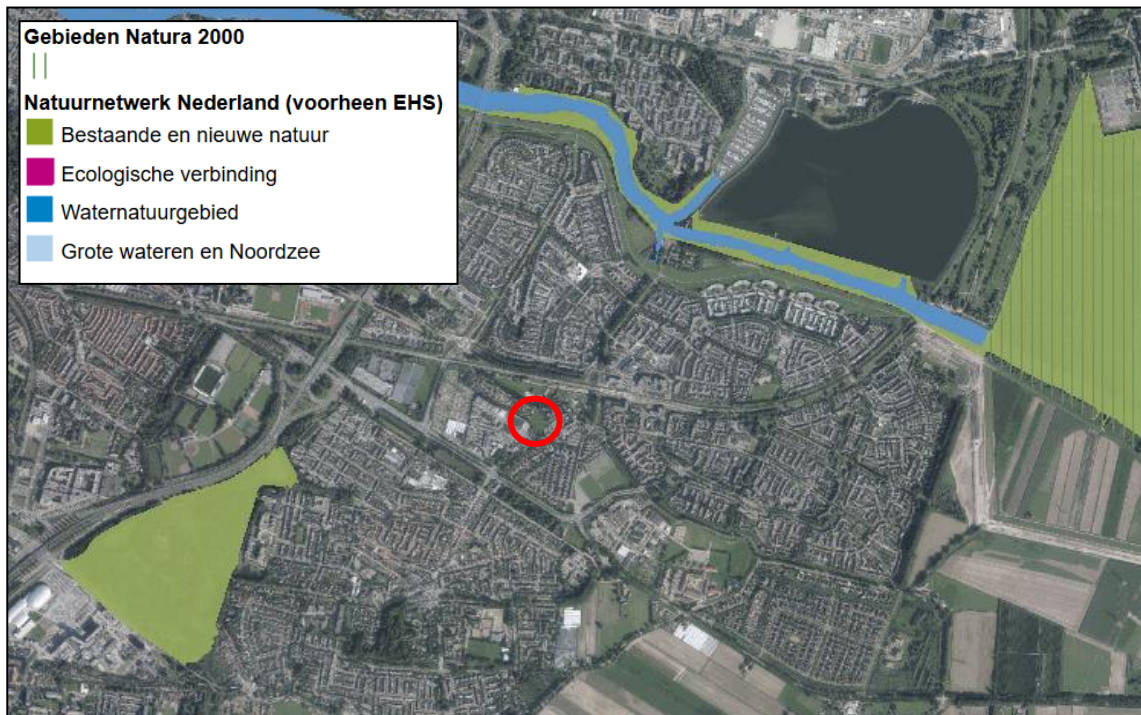 Gebieden Natura 2000
Natuurnetwerk Nederland (voorheen EHS)
Bestaande en nieuwe natuur
Ecologische verbinding
Waternatuurgebied
Grote wateren en Noordzee